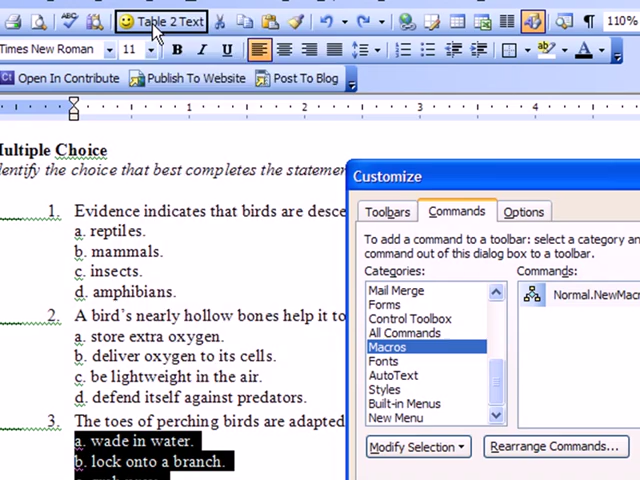 Table 2 Text
110%
Times New Roman 11 B I U
Open In Contribute Publish To Website Post To Blog
1 2 3 4
Multiple Choice
dentify the choice that best completes the statemen
1. Evidence indicates that birds are desce
a. reptiles.
b. mammals.
c. insects.
d. amphibians.
2. A bird's nearly hollow bones help it to
a. store extra oxygen.
b. deliver oxygen to its cells.
c. be lightweight in the air.
d. defend itself against predators.
3. The toes of perching birds are adapted
a. wade in water.
b. lock onto a branch.
Customize
Toolbars Commands Options
To add a command to a toolbar: select a category an
command out of this dialog box to a toolbar.
Categories: Commands:
Mail Merge
Forms
Control Toolbox
All Commands
Macros
Fonts
AutoText
Styles
Built-in Menus
New Menu
Normal.NewMacr
Modify Selection Rearrange Commands...